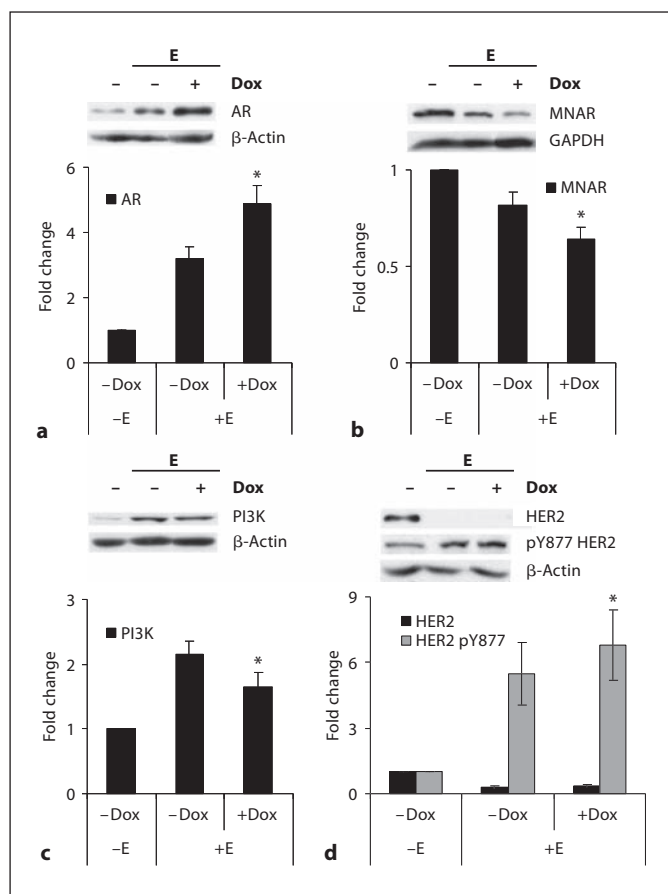 E
– – + Dox
AR
β-Actin
6
4
2
0
Fold change
AR
*
–Dox –Dox +Dox
–E +E
a
E
– – + Dox
MNAR
GAPDH
1
0.5
0
Fold change
MNAR
*
–Dox –Dox +Dox
–E +E
b
E
– – + Dox
PI3K
β-Actin
3
2
1
0
Fold change
PI3K
*
–Dox –Dox +Dox
–E +E
c
E
– – + Dox
HER2
pY877 HER2
β-Actin
9
6
3
0
Fold change
HER2
HER2 pY877
*
–Dox –Dox +Dox
–E +E
d